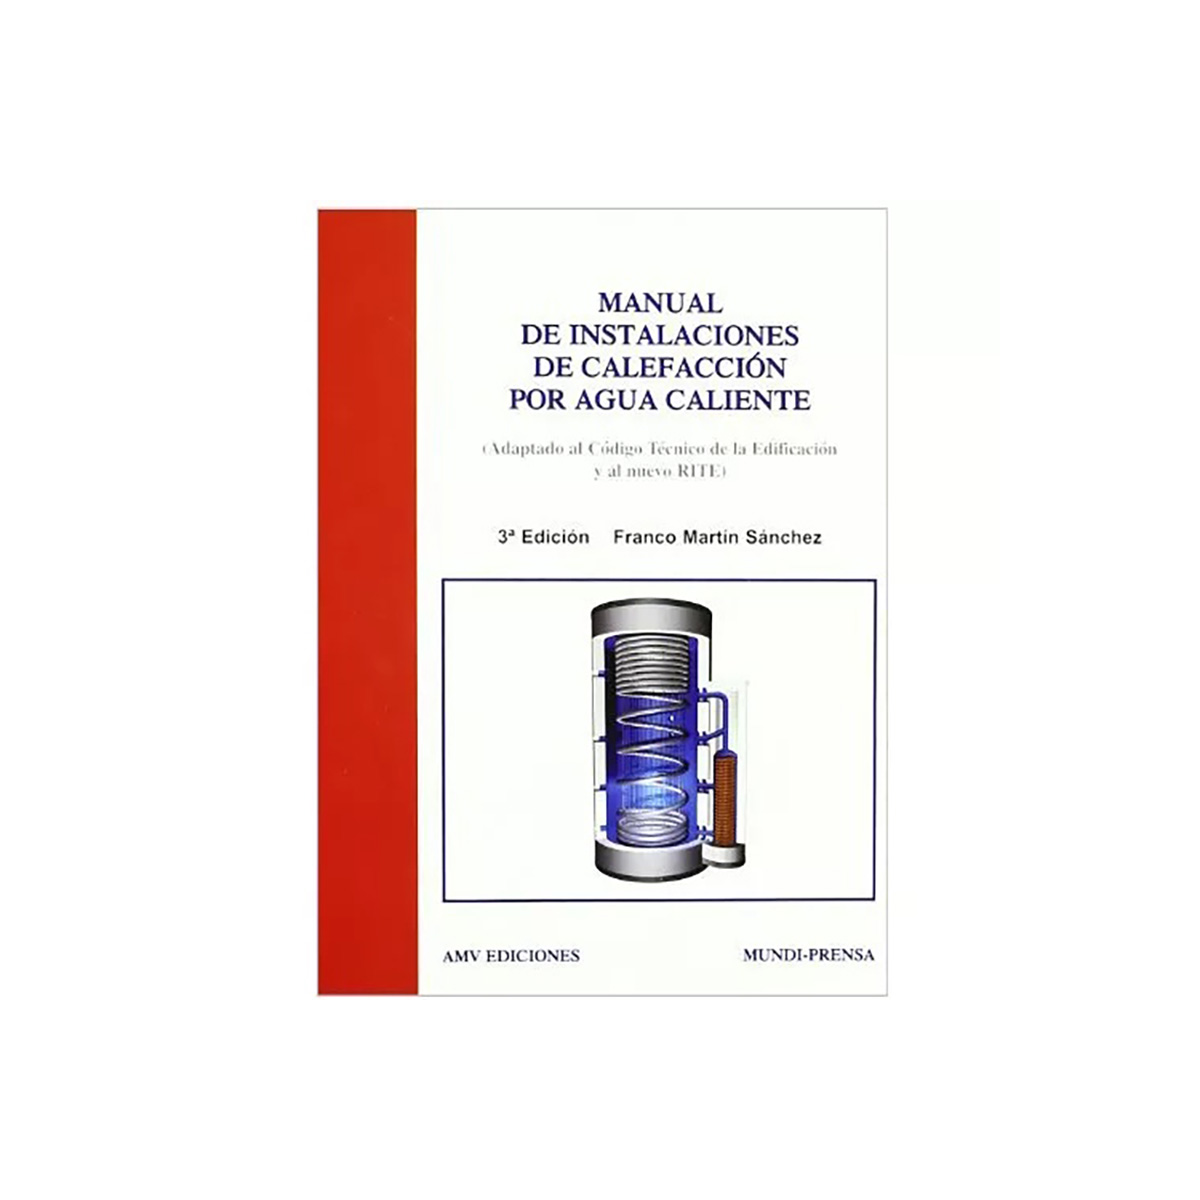 MANUAL
DE INSTALACIONES
DE CALEFACCIÓN
POR AGUA CALIENTE
(Adaptado al Código Técnico de la Edificación
y al nuevo RITE)
3ª Edición Franco Martín Sánchez
AMV EDICIONES MUNDI-PRENSA